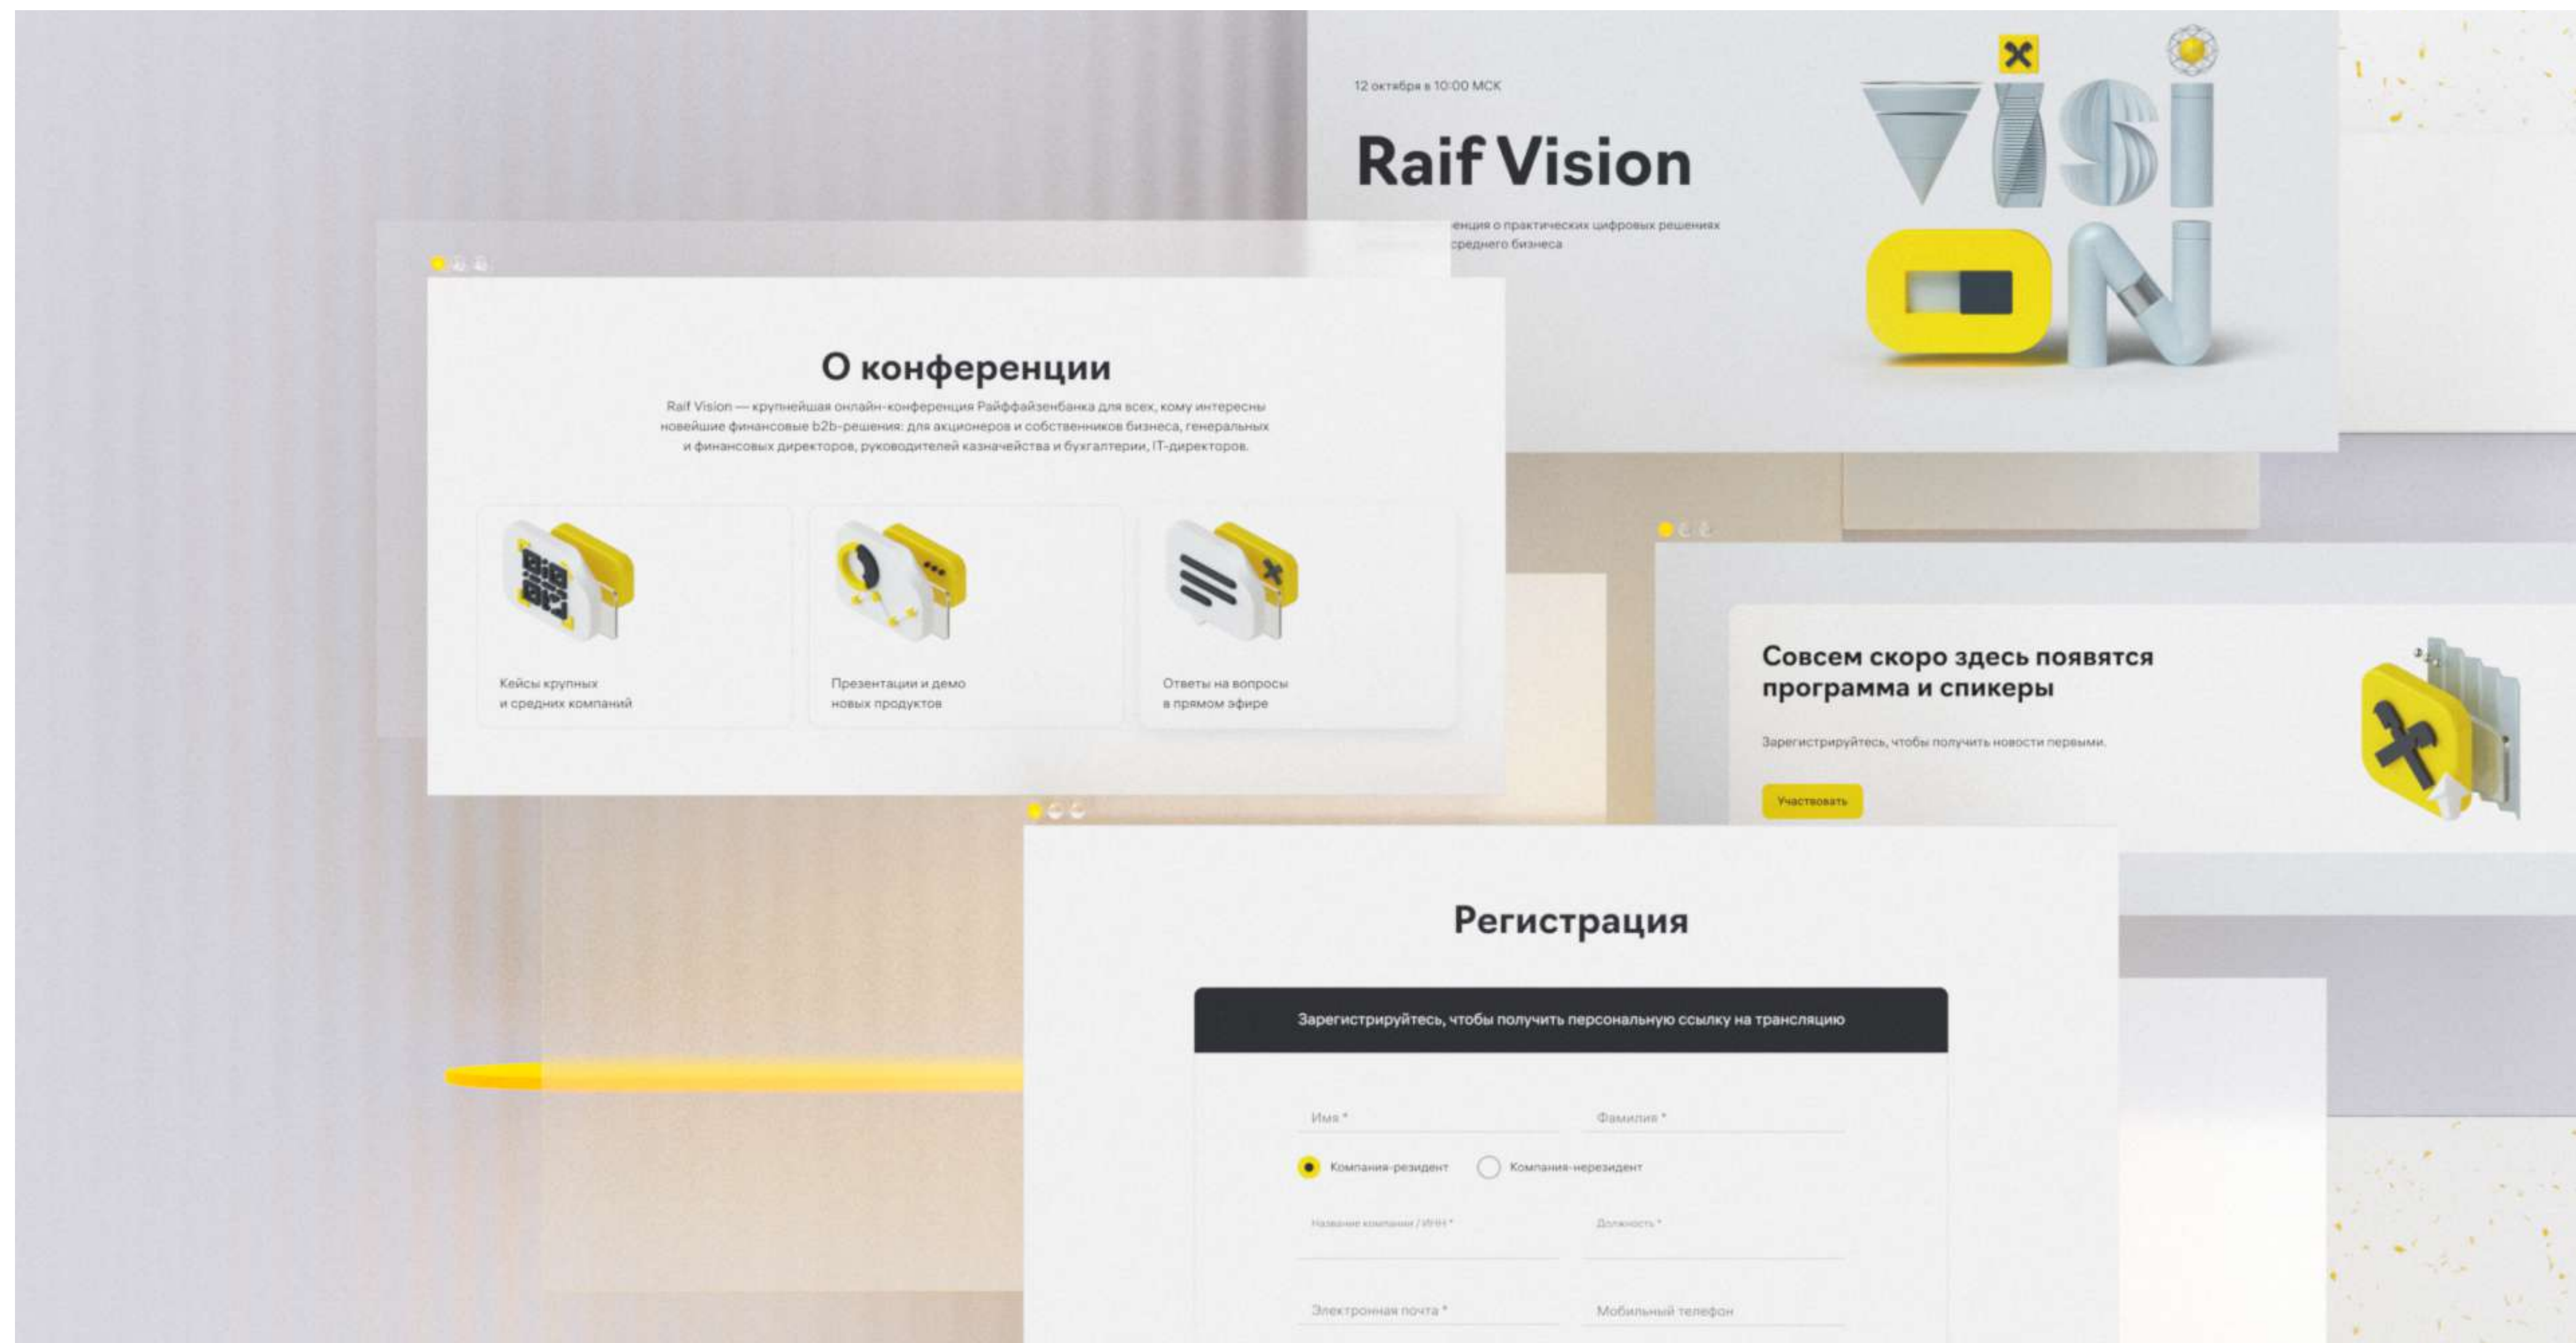 12 октября в 10:00 МСК
Raif Vision
енция о практических цифровых решениях
среднего бизнеса
VISI
ON
О конференции
Raif Vision — крупнейшая онлайн-конференция Райффайзенбанка для всех, кому интересны
новейшие финансовые b2b-решения: для акционеров и собственников бизнеса, генеральных
и финансовых директоров, руководителей казначейства и бухгалтерии, IT-директоров.
Кейсы крупных
и средних компаний
Презентации и демо
новых продуктов
Ответы на вопросы
в прямом эфире
Совсем скоро здесь появятся
программа и спикеры
Зарегистрируйтесь, чтобы получить новости первыми.
Участвовать
Регистрация
Зарегистрируйтесь, чтобы получить персональную ссылку на трансляцию
Имя *
Фамилия *
Компания-резидент
Компания-нерезидент
Название компании / ИНН *
Должность *
Электронная почта *
Мобильный телефон